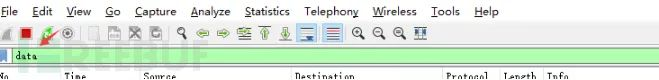 File Edit View Go Capture Analyze Statistics Telephony Wireless Tools Help
REEBUF
data
No. Time Source Destination Protocol Length Info